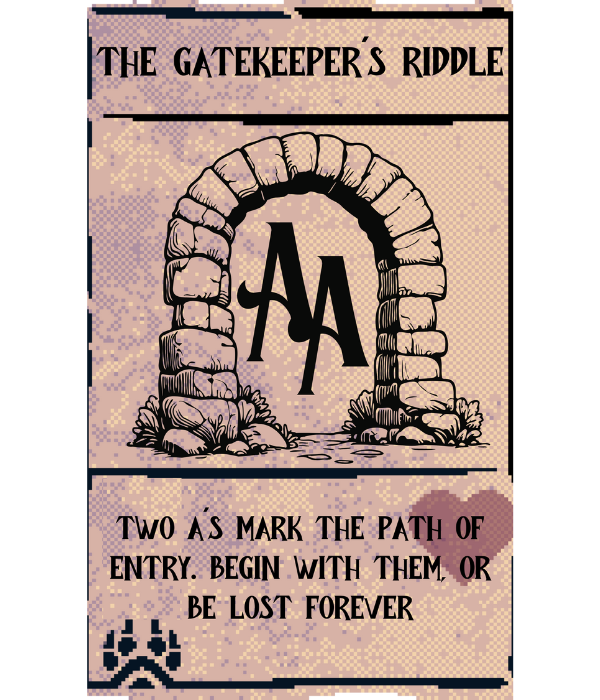 THE GATEKEEPER'S RIDDLE
AA
TWO A'S MARK THE PATH OF
ENTRY. BEGIN WITH THEM, OR
BE LOST FOREVER